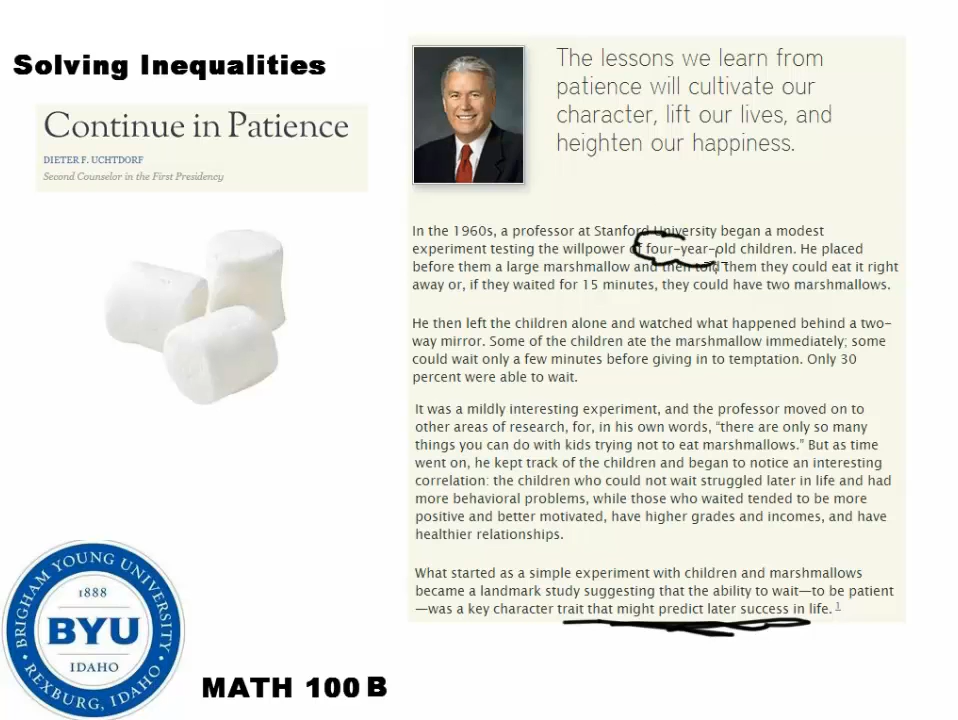 Solving Inequalities
Continue in Patience
DIETER F. UCHTDORF
Second Counselor in the First Presidency
The lessons we learn from
patience will cultivate our
character, lift our lives, and
heighten our happiness.
In the 1960s, a professor at Stanford University began a modest
experiment testing the willpower of four-year-old children. He placed
before them a large marshmallow and then told them they could eat it right
away or, if they waited for 15 minutes, they could have two marshmallows.
He then left the children alone and watched what happened behind a two-
way mirror. Some of the children ate the marshmallow immediately; some
could wait only a few minutes before giving in to temptation. Only 30
percent were able to wait.
It was a mildly interesting experiment, and the professor moved on to
other areas of research, for, in his own words, “there are only so many
things you can do with kids trying not to eat marshmallows.” But as time
went on, he kept track of the children and began to notice an interesting
correlation: the children who could not wait struggled later in life and had
more behavioral problems, while those who waited tended to be more
positive and better motivated, have higher grades and incomes, and have
healthier relationships.
What started as a simple experiment with children and marshmallows
became a landmark study suggesting that the ability to wait—to be patient
—was a key character trait that might predict later success in life. 1
BRIGHAM YOUNG UNIVERSITY
1888
BYU
IDAHO
REXBURG, IDAHO
MATH 100 B